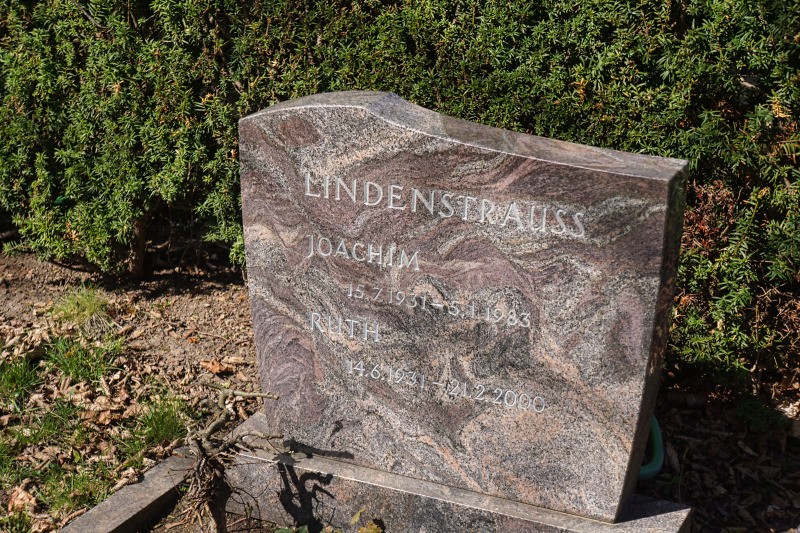 LINDENSTRAUSS
JOACHIM
15.7.1931 – 5.1.1983
RUTH
14.6.1931 – 21.2.2000